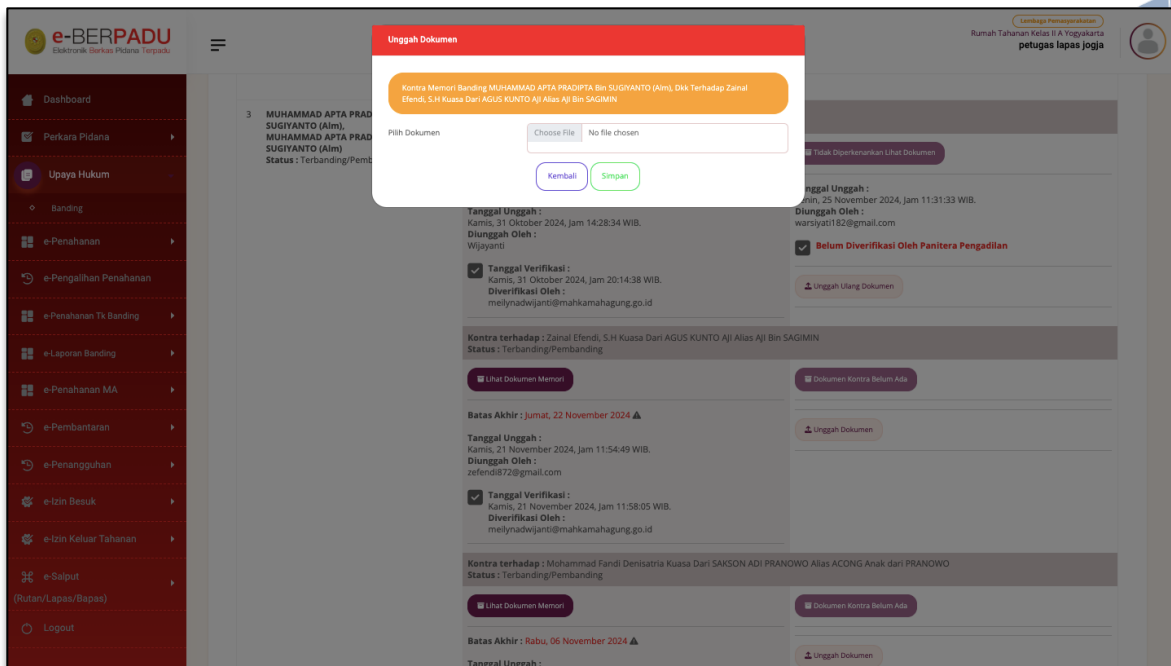 e-BERPADU
Elektronik Berkas Pidana Terpadu
Lembaga Pemasyarakatan
Rumah Tahanan Kelas II A Yogyakarta
petugas lapas jogja
Dashboard
Perkara Pidana
Upaya Hukum
Banding
e-Penahanan
e-Pengalihan Penahanan
e-Penahanan Tk Banding
e-Laporan Banding
e-Penahanan MA
e-Pembantaran
e-Penangguhan
e-Izin Besuk
e-Izin Keluar Tahanan
e-Salput
(Rutan/Lapas/Bapas)
Logout
Unggah Dokumen
Kontra Memori Banding MUHAMMAD APTA PRADIPTA Bin SUGIYANTO (Alm), Dkk Terhadap Zainal
Efendi, S.H Kuasa Dari AGUS KUNTO AJI Alias AJI Bin SAGIMIN
Pilih Dokumen
Choose File No file chosen
Kembali Simpan
3 MUHAMMAD APTA PRAD
SUGIYANTO (Alm),
MUHAMMAD APTA PRAD
SUGIYANTO (Alm)
Status : Terbanding/Pemb
Tanggal Unggah :
Kamis, 31 Oktober 2024, Jam 14:28:34 WIB.
Diunggah Oleh :
Wijayanti
Tanggal Verifikasi :
Kamis, 31 Oktober 2024, Jam 20:14:38 WIB.
Diverifikasi Oleh :
meilynadwijanti@mahkamahagung.go.id
Tidak Diperkenankan Lihat Dokumen
nggal Unggah :
enin, 25 November 2024, Jam 11:31:33 WIB.
Diunggah Oleh :
warsiyati182@gmail.com
Belum Diverifikasi Oleh Panitera Pengadilan
Unggah Ulang Dokumen
Kontra terhadap : Zainal Efendi, S.H Kuasa Dari AGUS KUNTO AJI Alias AJI Bin SAGIMIN
Status : Terbanding/Pembanding
Lihat Dokumen Memori
Batas Akhir : Jumat, 22 November 2024
Tanggal Unggah :
Kamis, 21 November 2024, Jam 11:54:49 WIB.
Diunggah Oleh :
zefendi872@gmail.com
Tanggal Verifikasi :
Kamis, 21 November 2024, Jam 11:58:05 WIB.
Diverifikasi Oleh :
meilynadwijanti@mahkamahagung.go.id
Dokumen Kontra Belum Ada
Unggah Dokumen
Kontra terhadap : Mohammad Fandi Denisatria Kuasa Dari SAKSON ADI PRANOWO Alias ACONG Anak dari PRANOWO
Status : Terbanding/Pembanding
Lihat Dokumen Memori
Batas Akhir : Rabu, 06 November 2024
Tanggal Unggah :
Dokumen Kontra Belum Ada
Unggah Dokumen